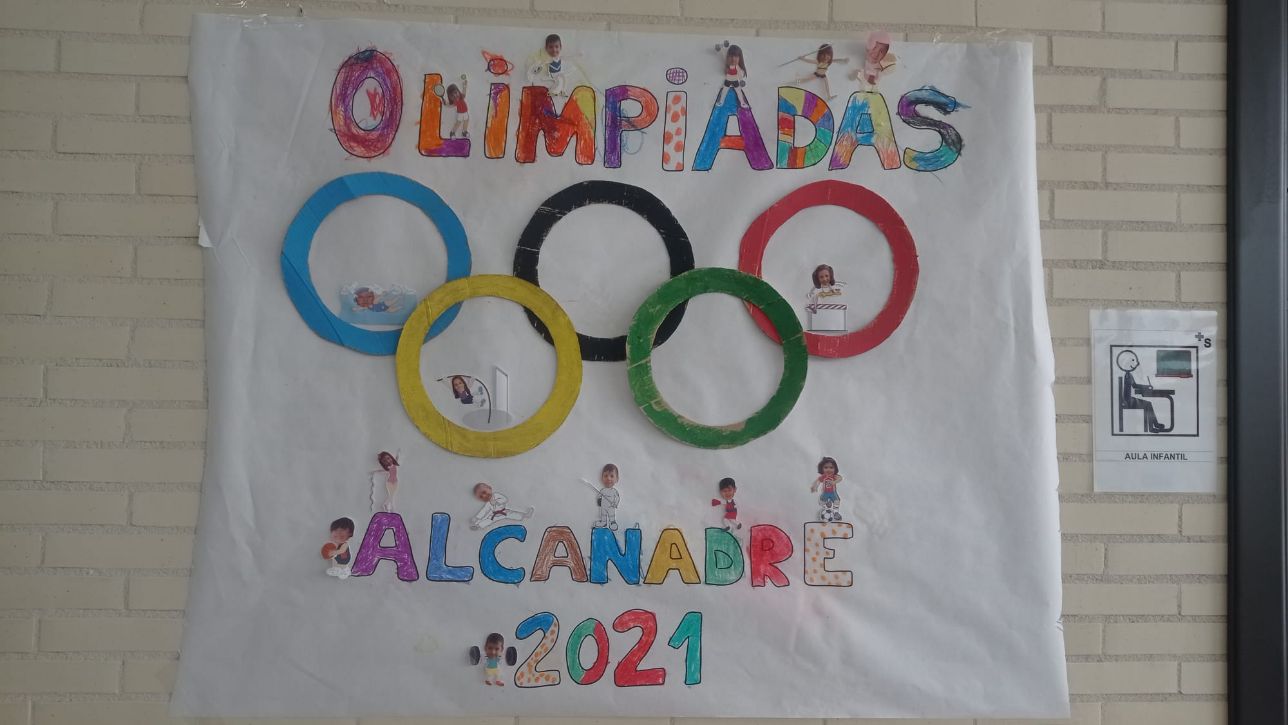 OLIMPIADAS
ALCANADRE
2021
+s
AULA INFANTIL